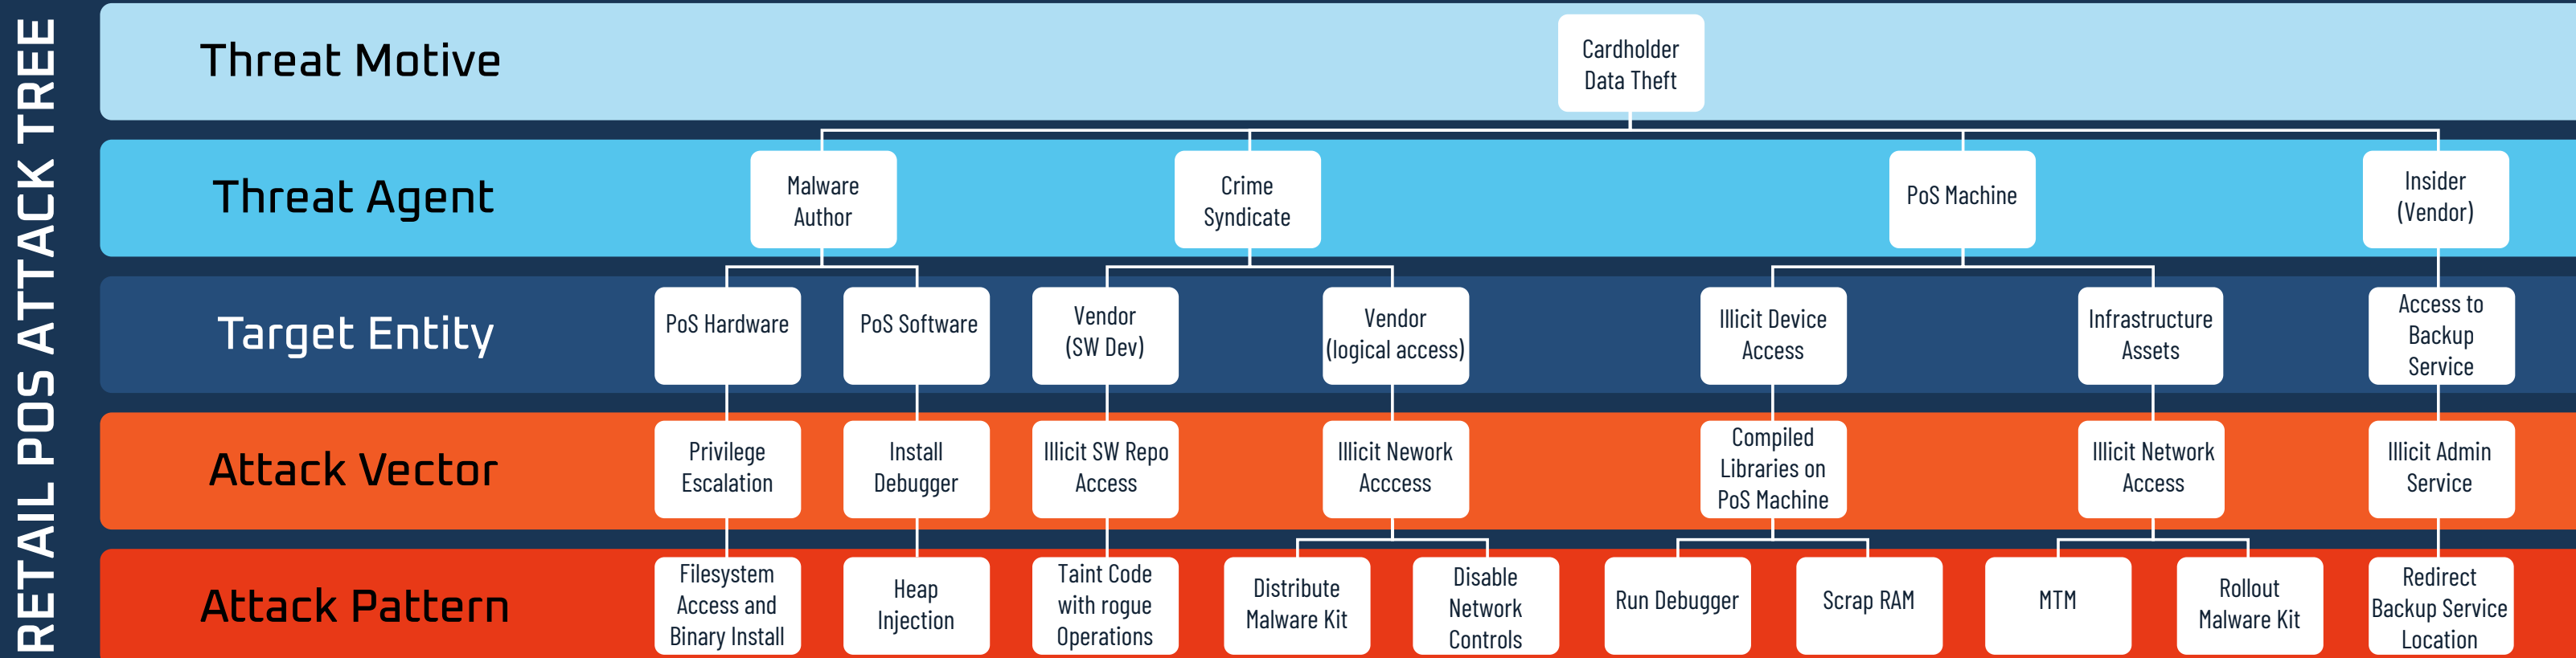 RETAIL POS ATTACK TREE
Threat Motive
Cardholder
Data Theft
Threat Agent
Malware
Author
Crime
Syndicate
PoS Machine
Insider
(Vendor)
Target Entity
PoS Hardware
PoS Software
Vendor
(SW Dev)
Vendor
(logical access)
Illicit Device
Access
Infrastructure
Assets
Access to
Backup
Service
Attack Vector
Privilege
Escalation
Install
Debugger
Illicit SW Repo
Access
Illicit Nework
Acccess
Compiled
Libraries on
PoS Machine
Illicit Network
Access
Illicit Admin
Service
Attack Pattern
Filesystem
Access and
Binary Install
Heap
Injection
Taint Code
with rogue
Operations
Distribute
Malware Kit
Disable
Network
Controls
Run Debugger
Scrap RAM
MTM
Rollout
Malware Kit
Redirect
Backup Service
Location